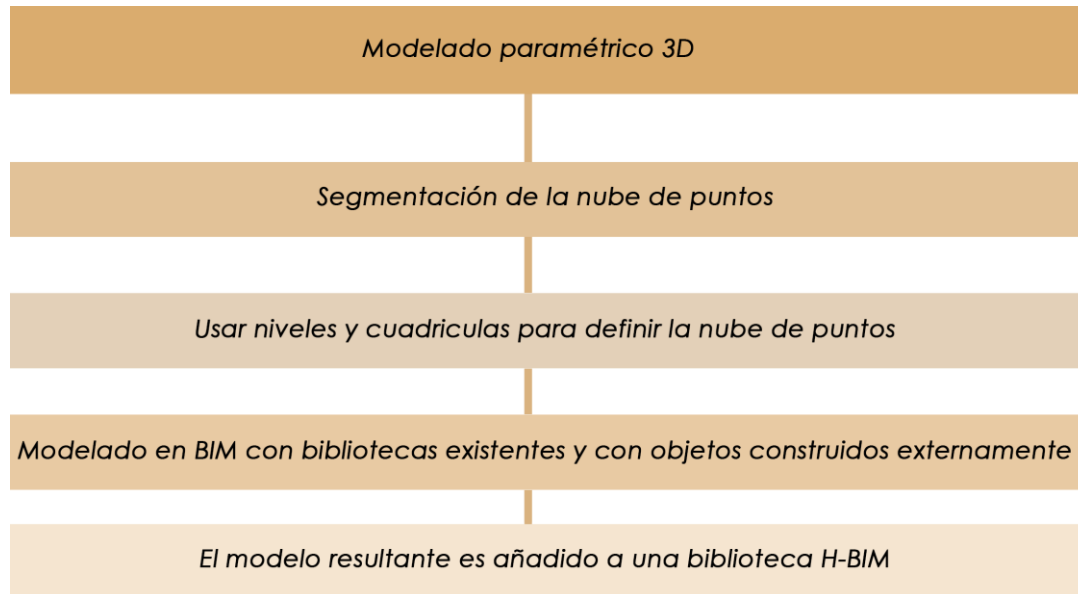 Modelado paramétrico 3D
Segmentación de la nube de puntos
Usar niveles y cuadriculas para definir la nube de puntos
Modelado en BIM con bibliotecas existentes y con objetos construidos externamente
El modelo resultante es añadido a una biblioteca H-BIM